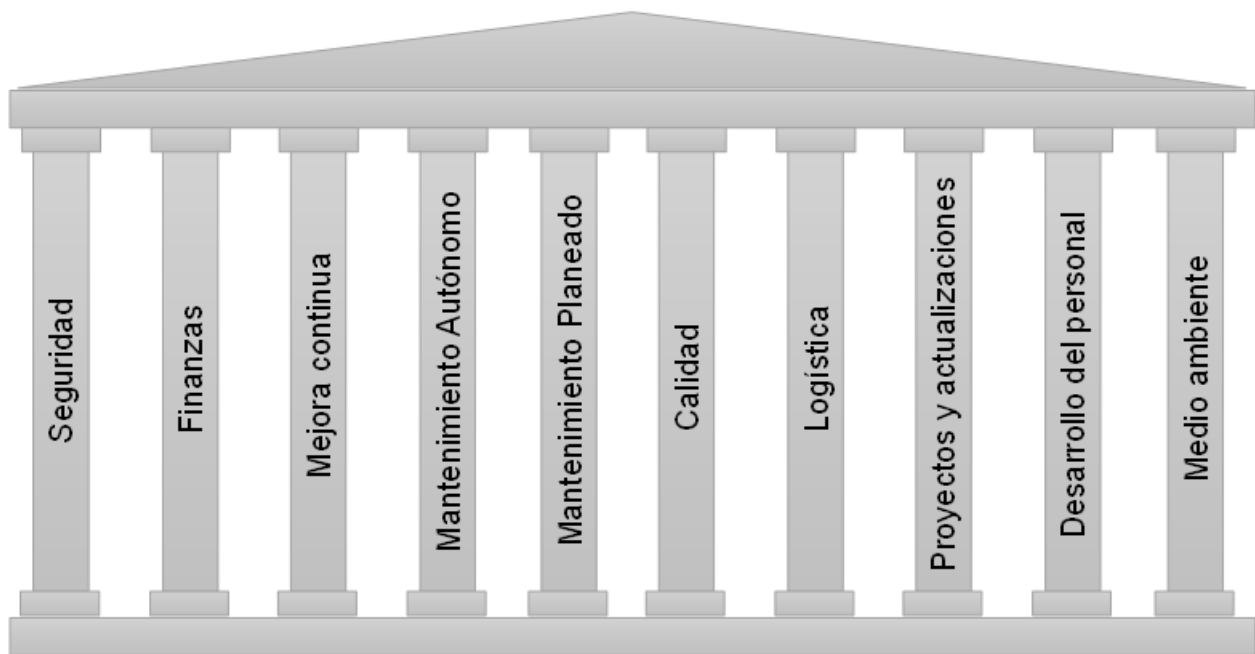 Seguridad
Finanzas
Mejora continua
Mantenimiento Autónomo
Mantenimiento Planeado
Calidad
Logística
Proyectos y actualizaciones
Desarrollo del personal
Medio ambiente